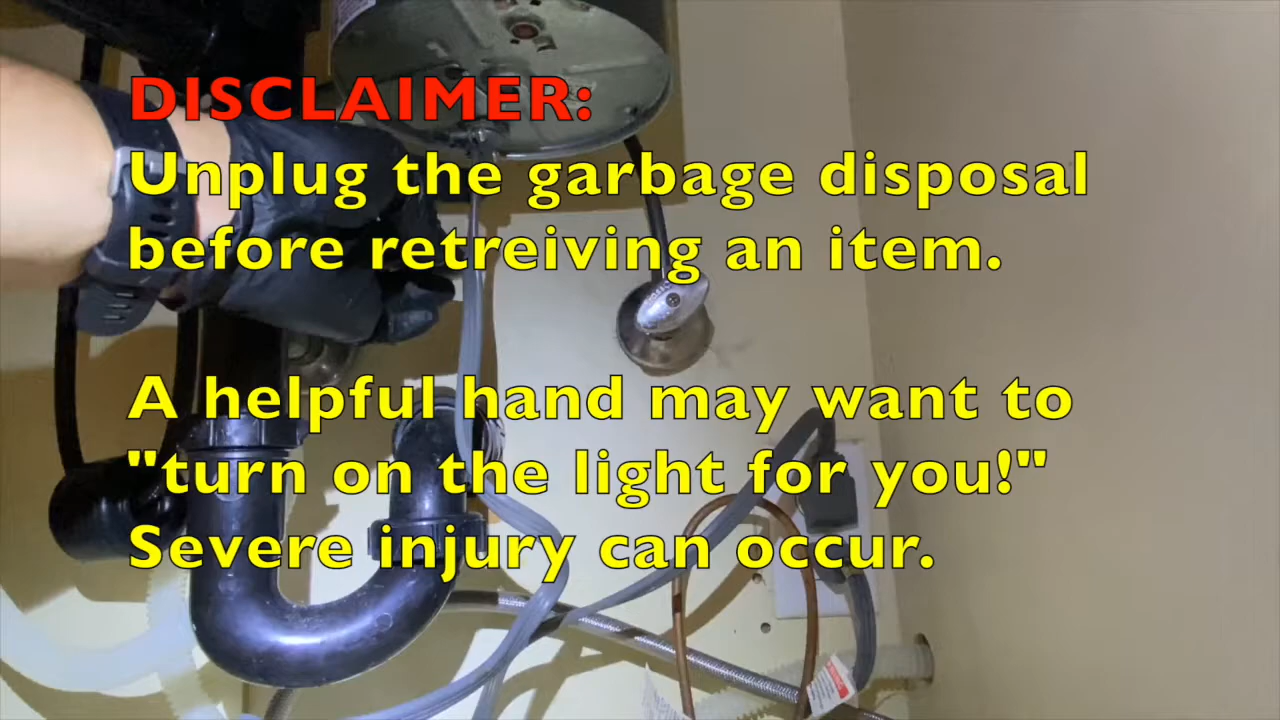 DISCLAIMER:
Unplug the garbage disposal
before retreiving an item.
A helpful hand may want to
"turn on the light for you!"
Severe injury can occur.